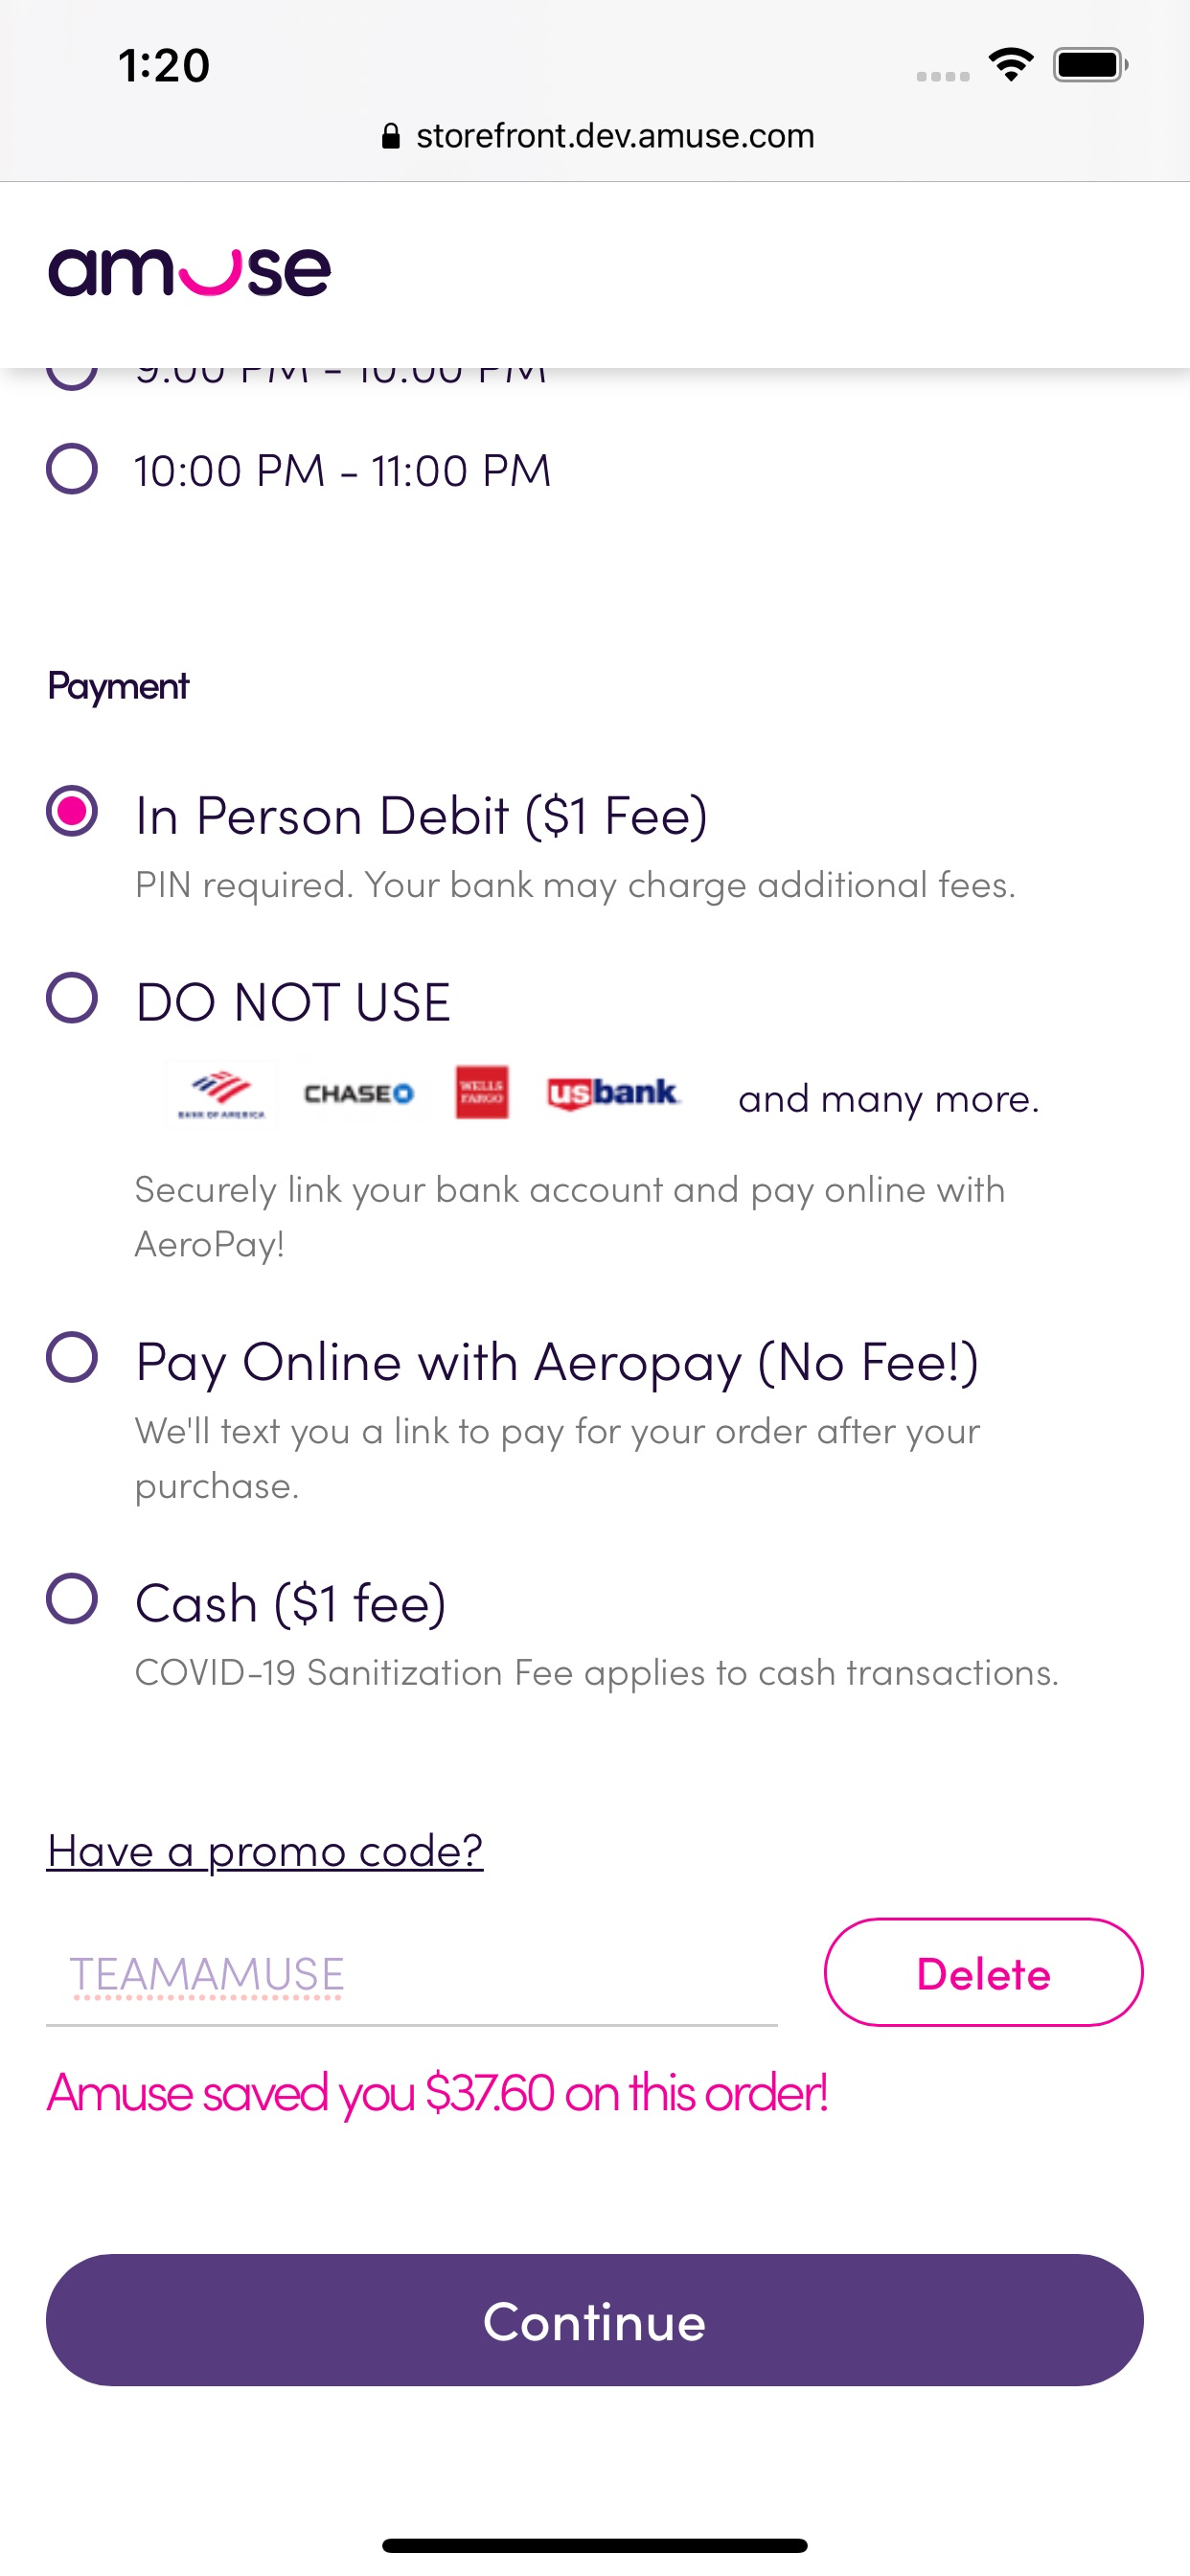 1:20
storefront.dev.amuse.com
amuse
9:00 PM - 10:00 PM
10:00 PM - 11:00 PM
Payment
In Person Debit ($1 Fee)
PIN required. Your bank may charge additional fees.
DO NOT USE
BANK OF AMERICA CHASE WELLS FARGO usbank and many more.
Securely link your bank account and pay online with
AeroPay!
Pay Online with Aeropay (No Fee!)
We'll text you a link to pay for your order after your
purchase.
Cash ($1 fee)
COVID-19 Sanitization Fee applies to cash transactions.
Have a promo code?
TEAMAMUSE
Delete
Amuse saved you $37.60 on this order!
Continue